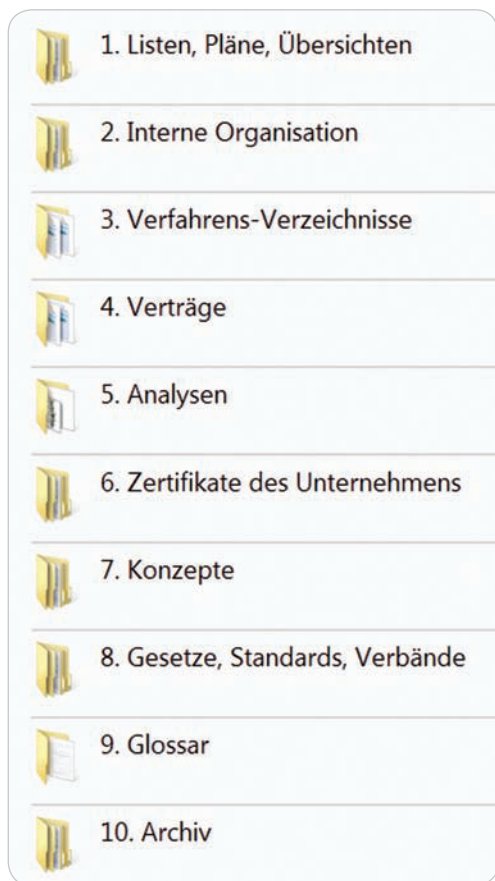 1. Listen, Pläne, Übersichten
2. Interne Organisation
3. Verfahrens-Verzeichnisse
4. Verträge
5. Analysen
6. Zertifikate des Unternehmens
7. Konzepte
8. Gesetze, Standards, Verbände
9. Glossar
10. Archiv